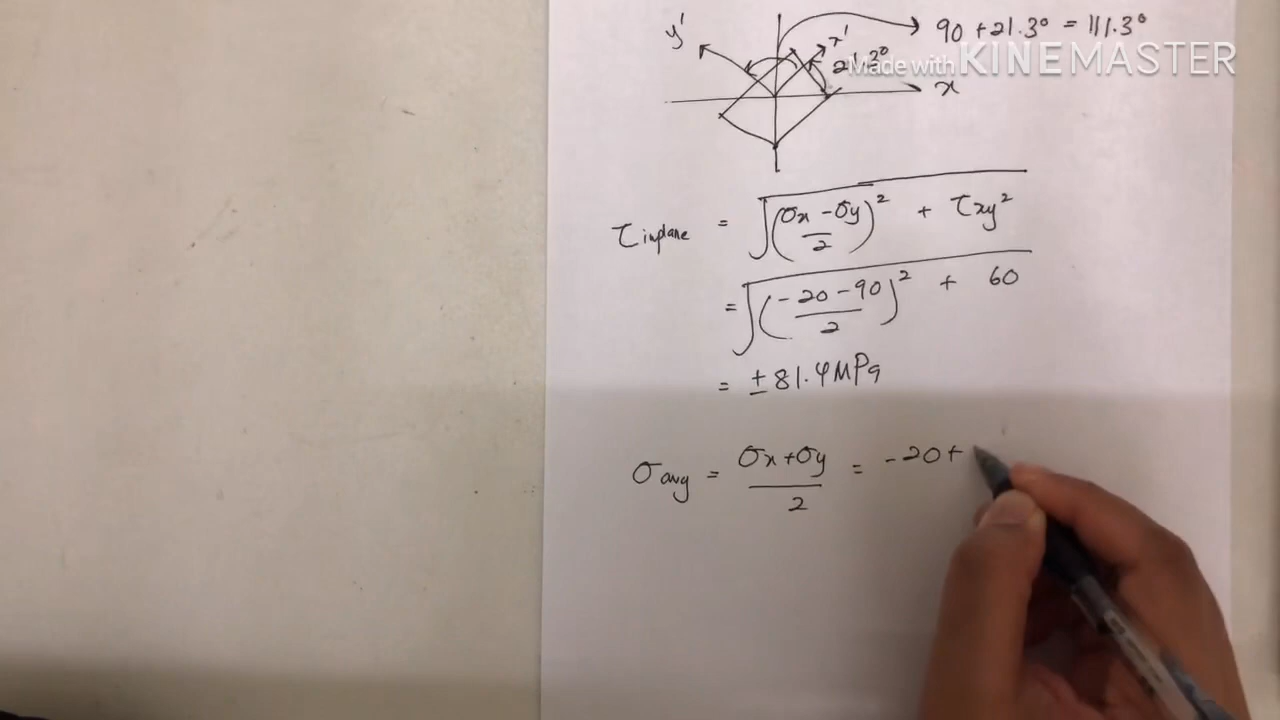 y'
x'
90 + 21.3° = 111.3°
21.3°
Made with KINEMASTER
x
τ inplane = √((σx - σy)/2)² + τxy²
= √((-20 - 90)/2)² + 60
= ± 81.4 MPa
σavg = (σx + σy)/2 = -20 +